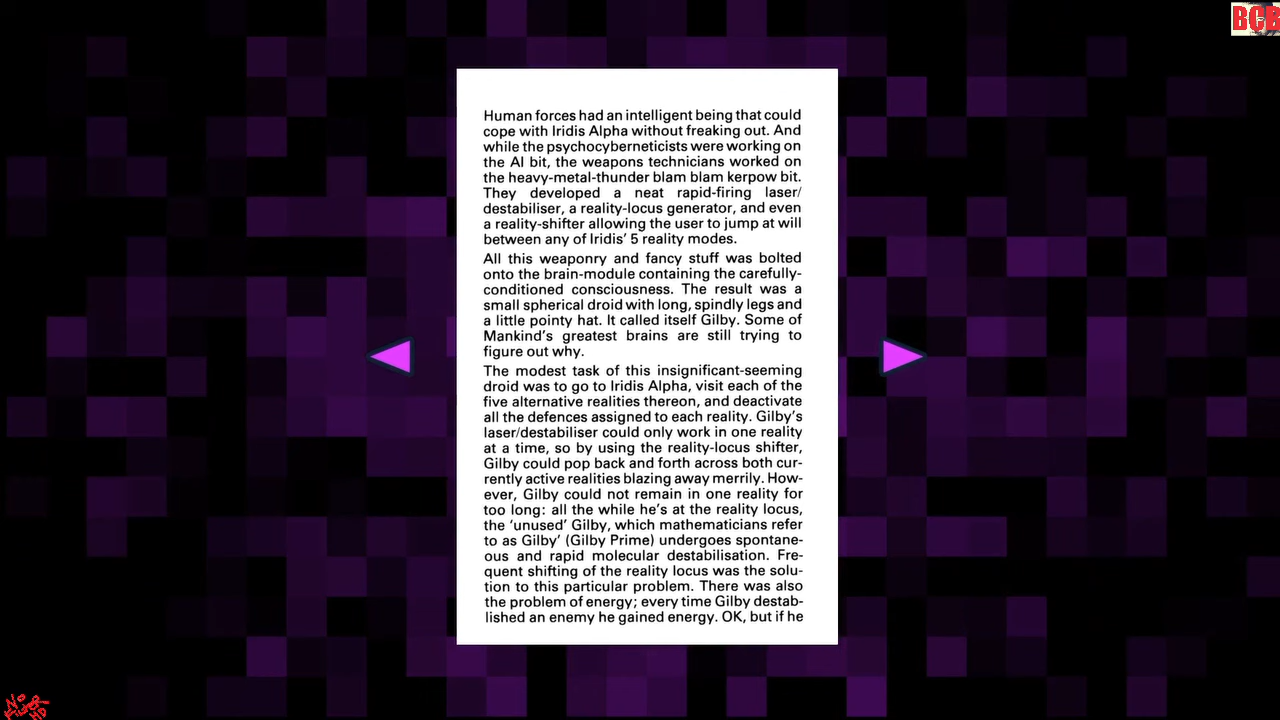 BCB
Human forces had an intelligent being that could
cope with Iridis Alpha without freaking out. And
while the psychocyberneticists were working on
the AI bit, the weapons technicians worked on
the heavy-metal-thunder blam blam kerpow bit.
They developed a neat rapid-firing laser/
destabiliser, a reality-locus generator, and even
a reality-shifter allowing the user to jump at will
between any of Iridis' 5 reality modes.
All this weaponry and fancy stuff was bolted
onto the brain-module containing the carefully-
conditioned consciousness. The result was a
small spherical droid with long, spindly legs and
a little pointy hat. It called itself Gilby. Some of
Mankind's greatest brains are still trying to
figure out why.
The modest task of this insignificant-seeming
droid was to go to Iridis Alpha, visit each of the
five alternative realities thereon, and deactivate
all the defences assigned to each reality. Gilby's
laser/destabiliser could only work in one reality
at a time, so by using the reality-locus shifter,
Gilby could pop back and forth across both cur-
rently active realities blazing away merrily. How-
ever, Gilby could not remain in one reality for
too long: all the while he's at the reality locus,
the 'unused' Gilby, which mathematicians refer
to as Gilby' (Gilby Prime) undergoes spontane-
ous and rapid molecular destabilisation. Fre-
quent shifting of the reality locus was the solu-
tion to this particular problem. There was also
the problem of energy; every time Gilby destab-
lished an enemy he gained energy. OK, but if he